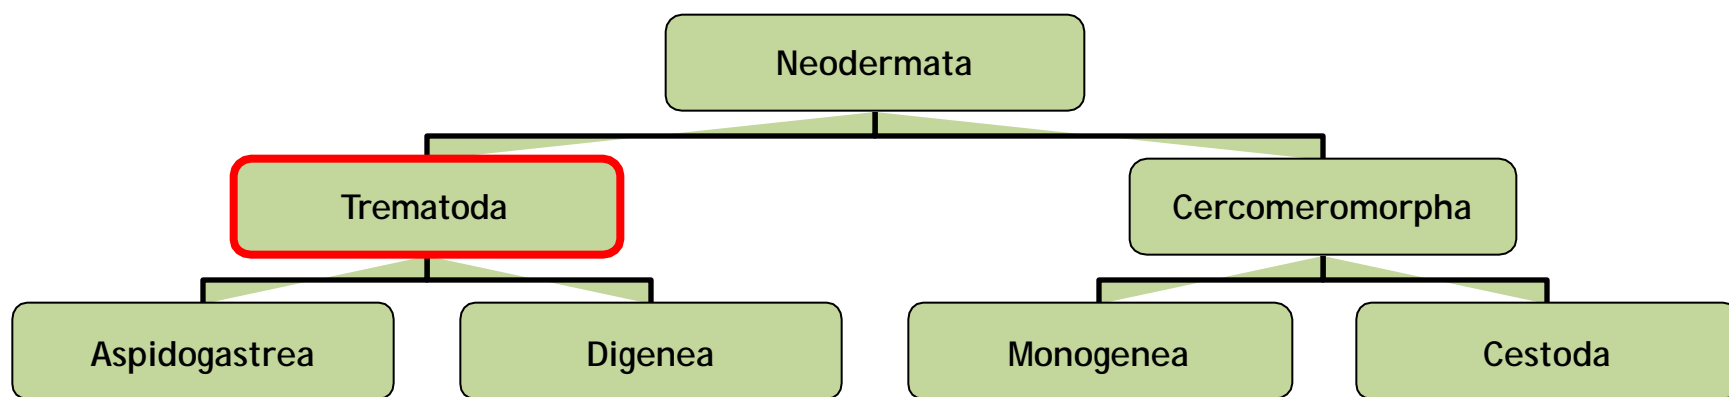 Neodermata
Trematoda
Cercomeromorpha
Aspidogastrea
Digenea
Monogenea
Cestoda